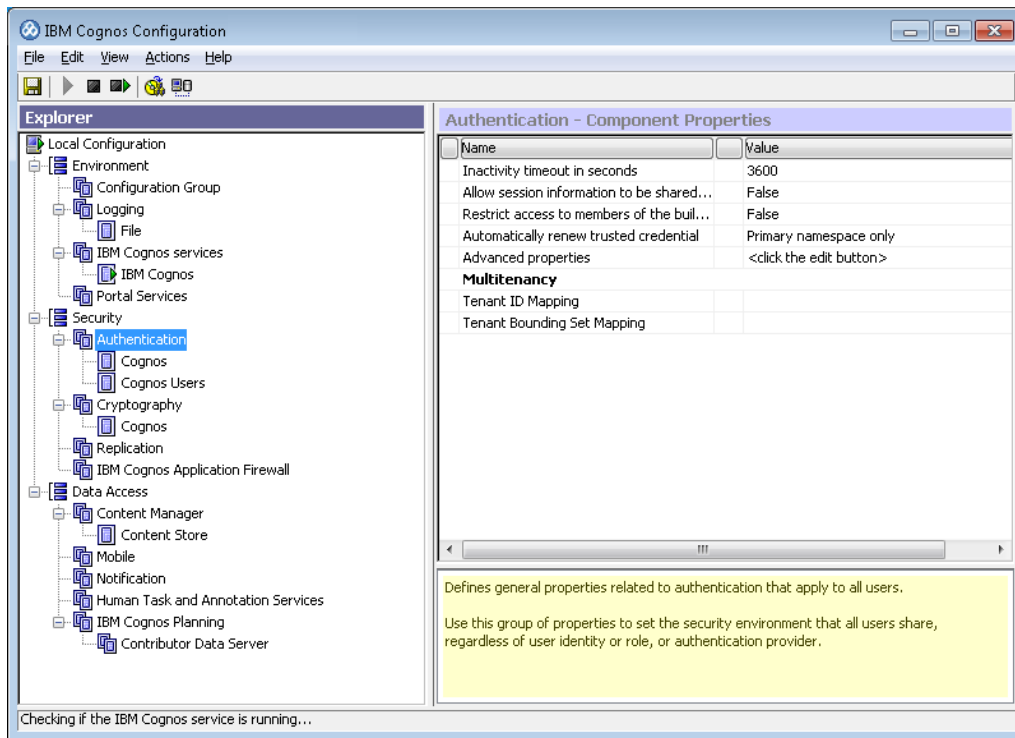 IBM Cognos Configuration
File Edit View Actions Help
Explorer
Local Configuration
Environment
Configuration Group
Logging
File
IBM Cognos services
IBM Cognos
Portal Services
Security
Authentication
Cognos
Cognos Users
Cryptography
Cognos
Replication
IBM Cognos Application Firewall
Data Access
Content Manager
Content Store
Mobile
Notification
Human Task and Annotation Services
IBM Cognos Planning
Contributor Data Server
Authentication - Component Properties
Name Value
Inactivity timeout in seconds 3600
Allow session information to be shared... False
Restrict access to members of the buil... False
Automatically renew trusted credential Primary namespace only
Advanced properties <click the edit button>
Multitenancy
Tenant ID Mapping
Tenant Bounding Set Mapping
Defines general properties related to authentication that apply to all users.
Use this group of properties to set the security environment that all users share,
regardless of user identity or role, or authentication provider.
Checking if the IBM Cognos service is running...